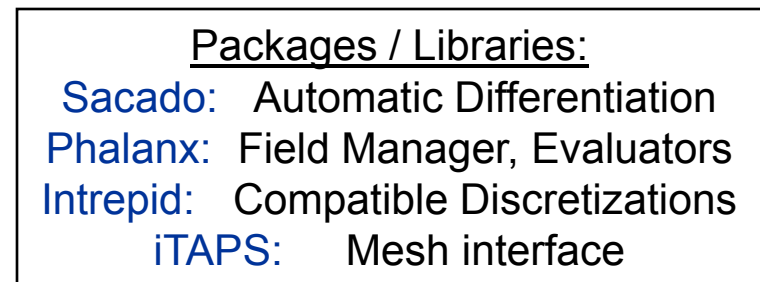 Packages / Libraries:
Sacado: Automatic Differentiation
Phalanx: Field Manager, Evaluators
Intrepid: Compatible Discretizations
iTAPS: Mesh interface